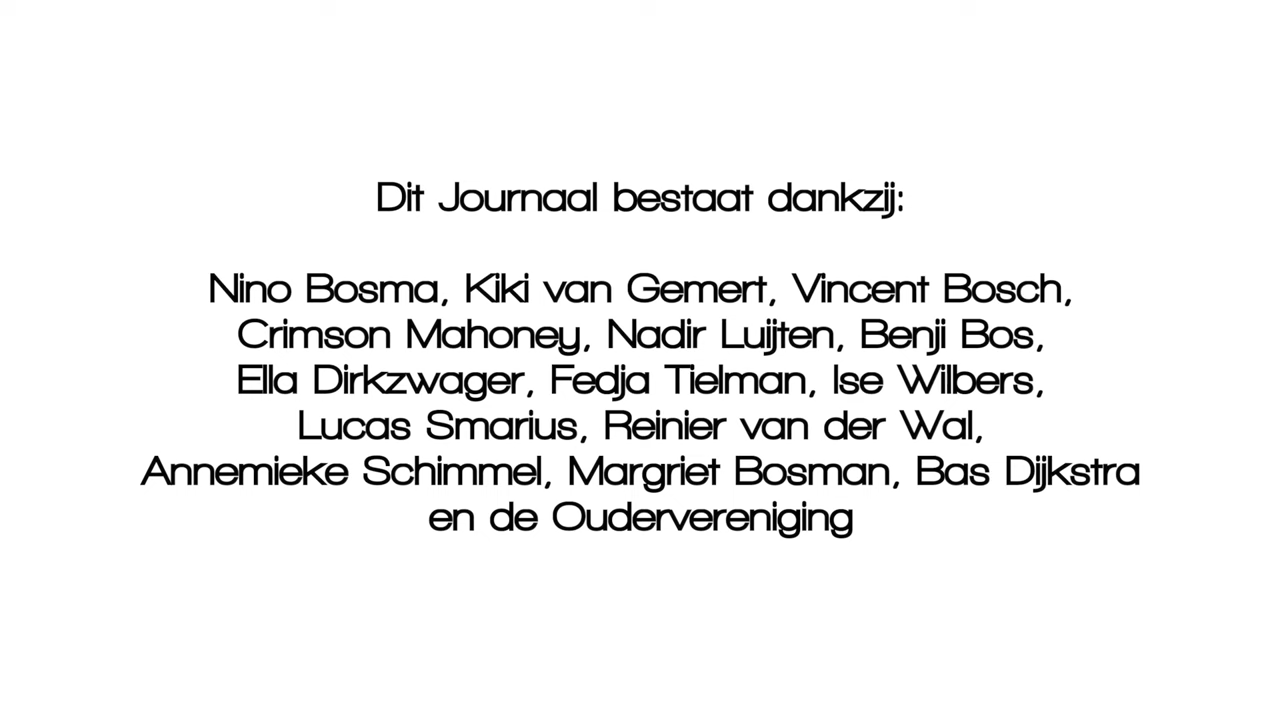 Dit Journaal bestaat dankzij:
Nino Bosma, Kiki van Gemert, Vincent Bosch,
Crimson Mahoney, Nadir Luijten, Benji Bos,
Ella Dirkzwager, Fedja Tielman, Ise Wilbers,
Lucas Smarius, Reinier van der Wal,
Annemieke Schimmel, Margriet Bosman, Bas Dijkstra
en de Oudervereniging